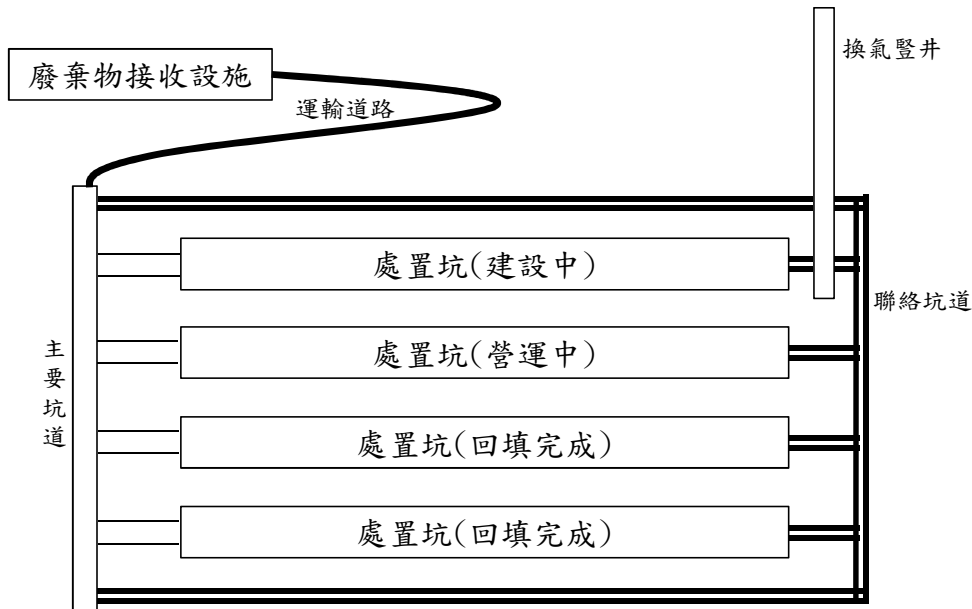 換氣豎井
廢棄物接收設施
運輸道路
處置坑(建設中)
聯絡坑道
主要坑道
處置坑(營運中)
處置坑(回填完成)
處置坑(回填完成)